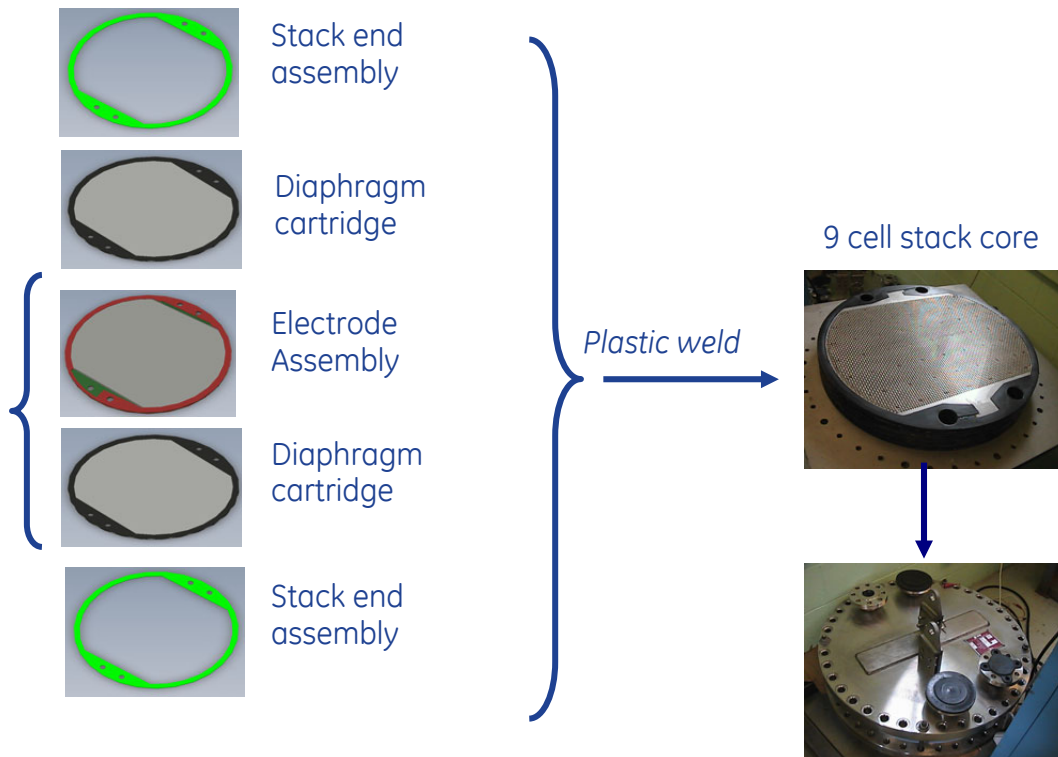 Stack end
assembly
Diaphragm
cartridge
Electrode
Assembly
Diaphragm
cartridge
Stack end
assembly
Plastic weld
9 cell stack core